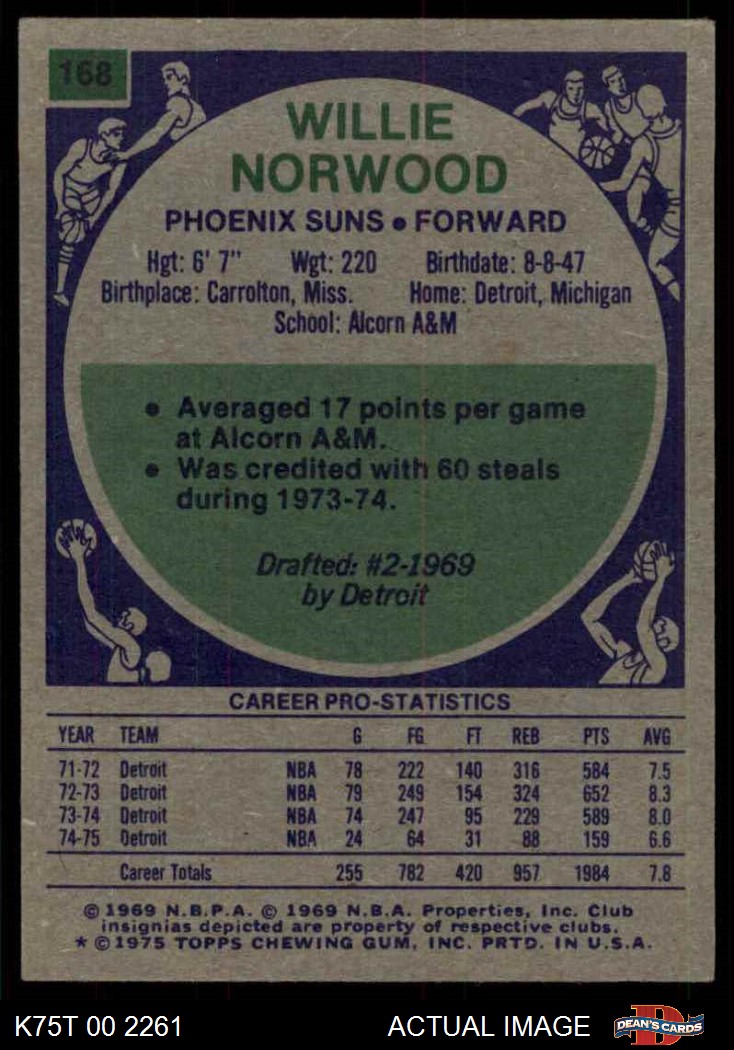 168
WILLIE
NORWOOD
PHOENIX SUNS • FORWARD
Hgt: 6' 7" Wgt: 220 Birthdate: 8-8-47
Birthplace: Carrolton, Miss. Home: Detroit, Michigan
School: Alcorn A&M
• Averaged 17 points per game
at Alcorn A&M.
• Was credited with 60 steals
during 1973-74.
Drafted: #2-1969
by Detroit
CAREER PRO-STATISTICS
YEAR TEAM G FG FT REB PTS AVG
71-72 Detroit NBA 78 222 140 316 584 7.5
72-73 Detroit NBA 79 249 154 324 652 8.3
73-74 Detroit NBA 74 247 95 229 589 8.0
74-75 Detroit NBA 24 64 31 88 159 6.6
Career Totals 255 782 420 957 1984 7.8
© 1969 N.B.P.A. © 1969 N.B.A. Properties, Inc. Club
insignias depicted are property of respective clubs.
* © 1975 TOPPS CHEWING GUM, INC. PRTD. IN U.S.A.
K75T 00 2261 ACTUAL IMAGE D DEAN'S CARDS